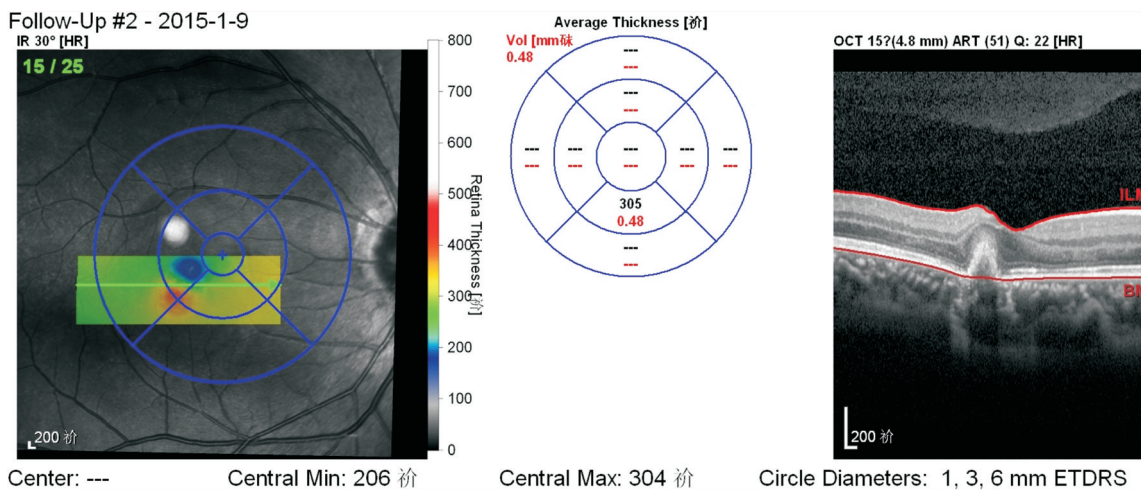 Follow-Up #2 - 2015-1-9
IR 30° [HR]
15 / 25
200 祄
800
700
600
500
400
300
200
100
0
Retina Thickness [祄]
Average Thickness [祄]
Vol [mm砞
0.48
---
---
---
---
---
---
---
---
---
---
---
---
---
---
305
0.48
---
---
OCT 15?(4.8 mm) ART (51) Q: 22 [HR]
ILM
BM
200 祄
Center: ---
Central Min: 206 祄
Central Max: 304 祄
Circle Diameters: 1, 3, 6 mm ETDRS